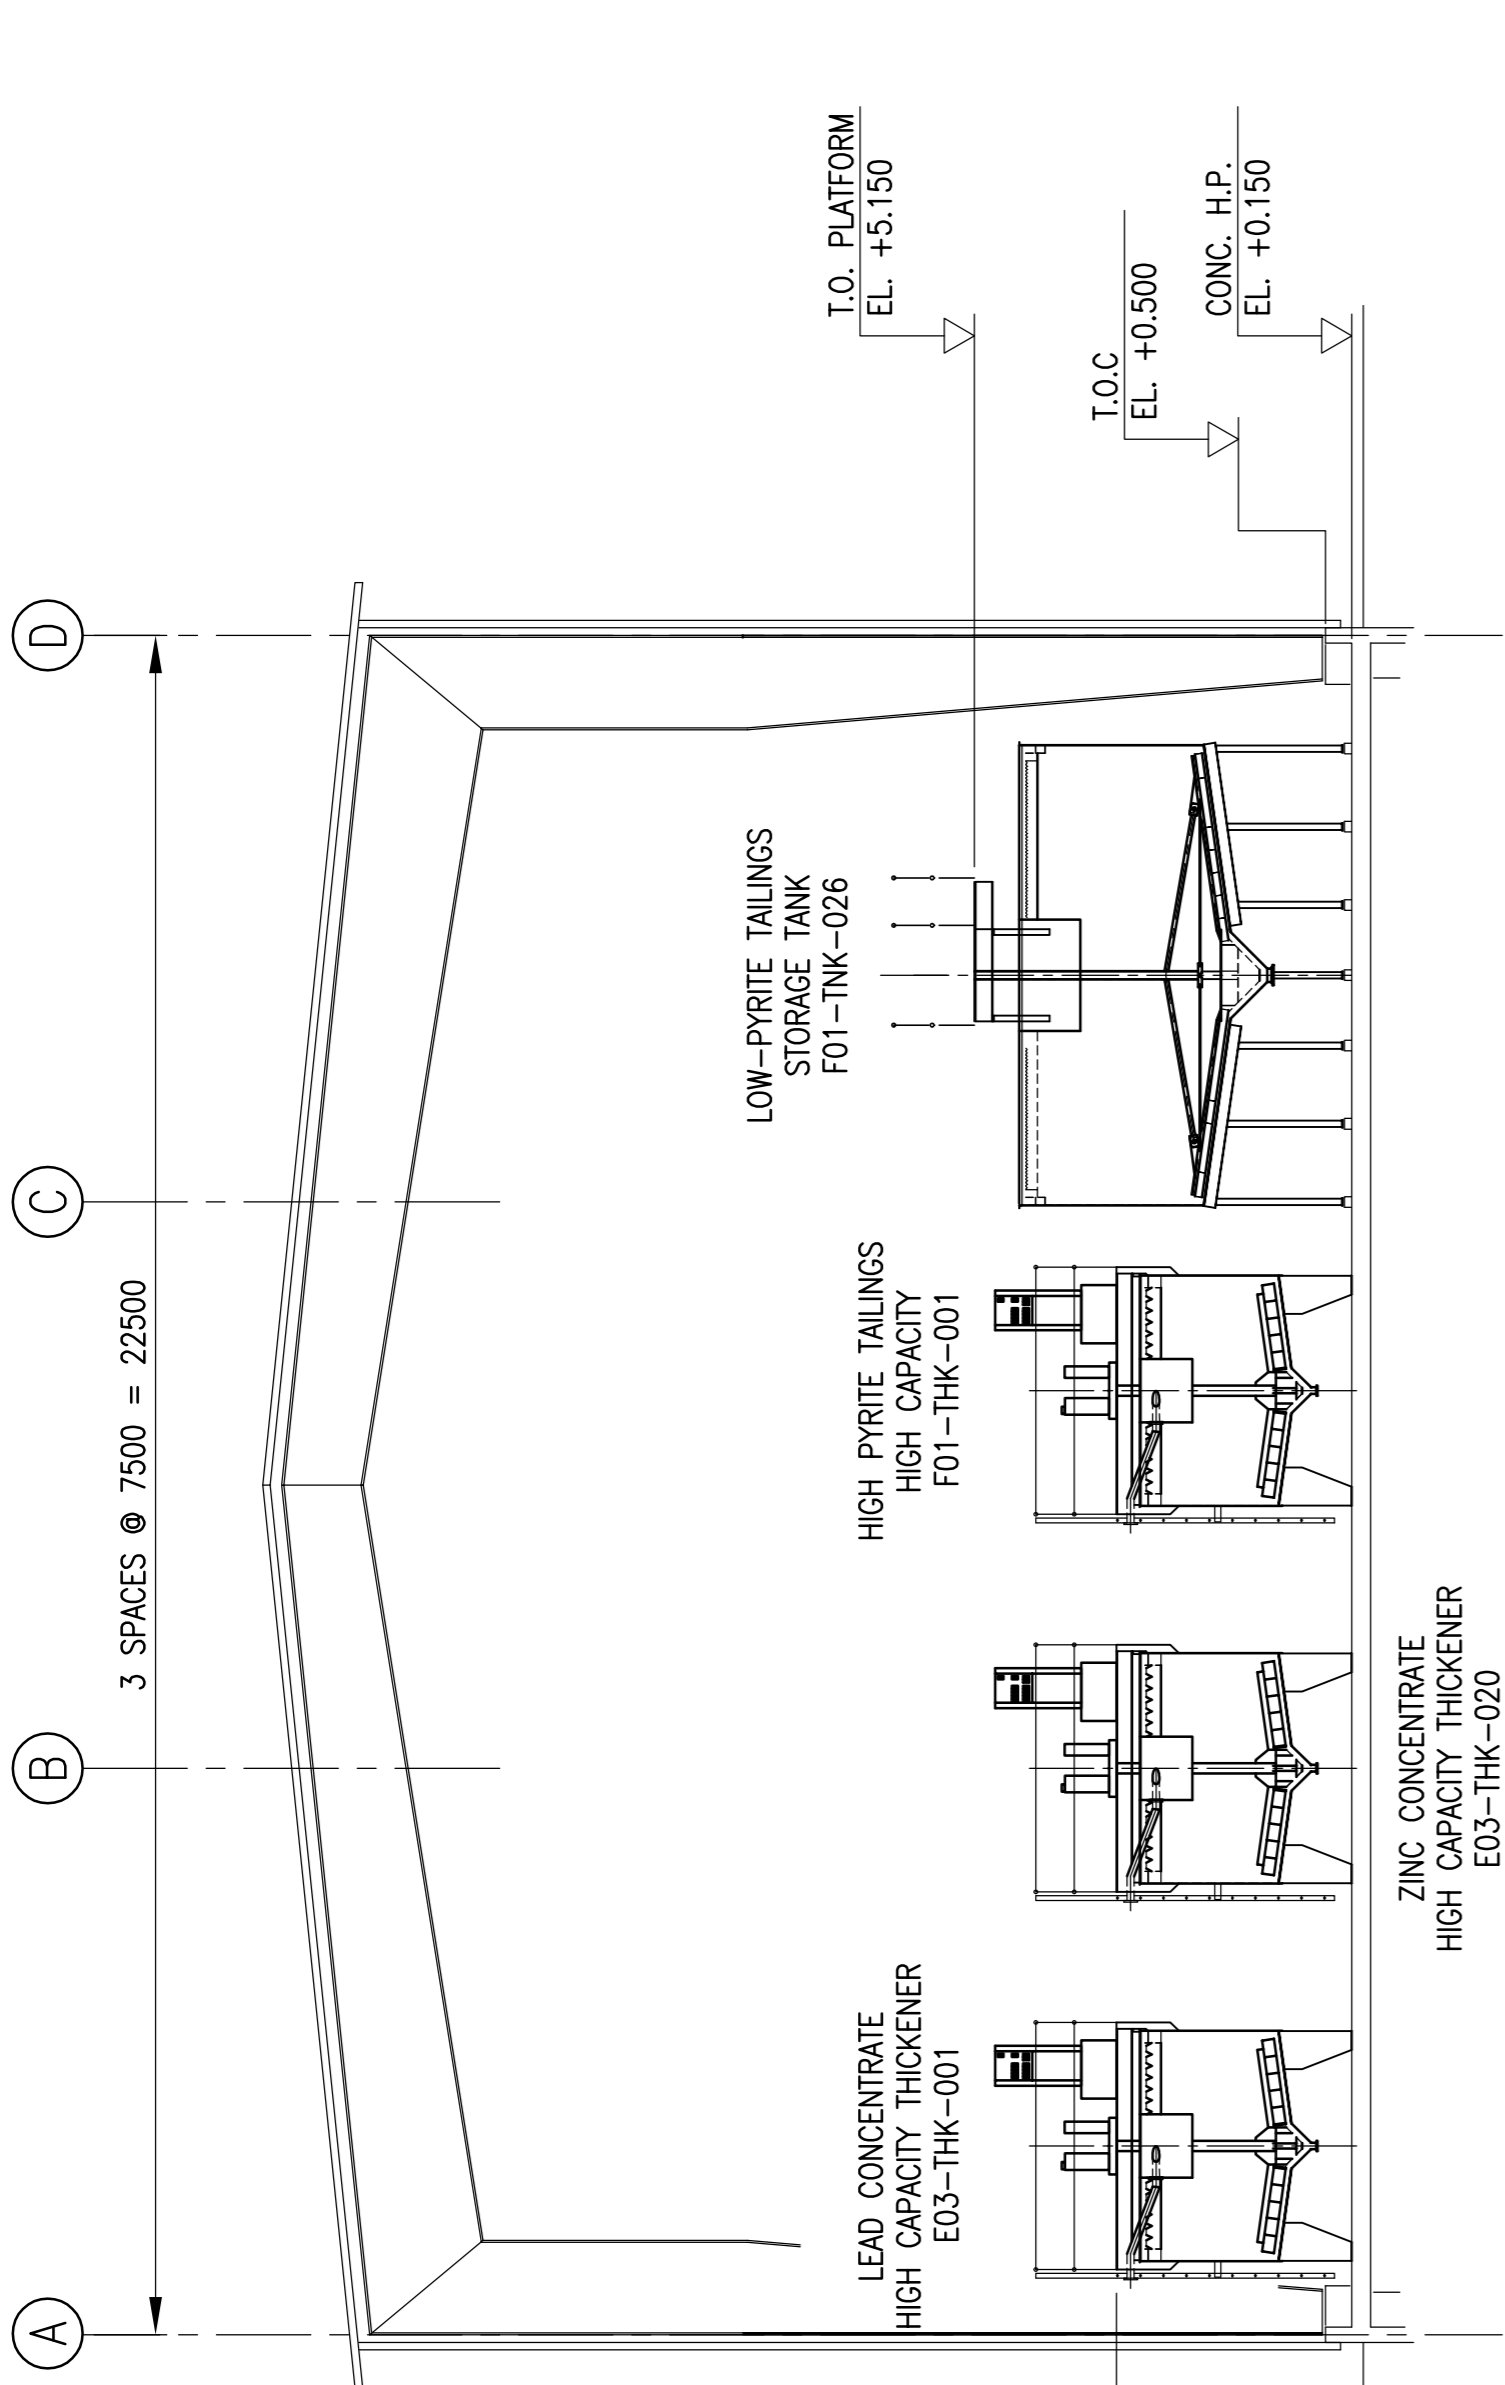 A
B
C
D
3 SPACES @ 7500 = 22500
LOW-PYRITE TAILINGS
STORAGE TANK
F01-TNK-026
T.O. PLATFORM
EL. +5.150
LEAD CONCENTRATE
HIGH CAPACITY THICKENER
E03-THK-001
HIGH PYRITE TAILINGS
HIGH CAPACITY
F01-THK-001
T.O.C
EL. +0.500
CONC. H.P.
EL. +0.150
ZINC CONCENTRATE
HIGH CAPACITY THICKENER
E03-THK-020